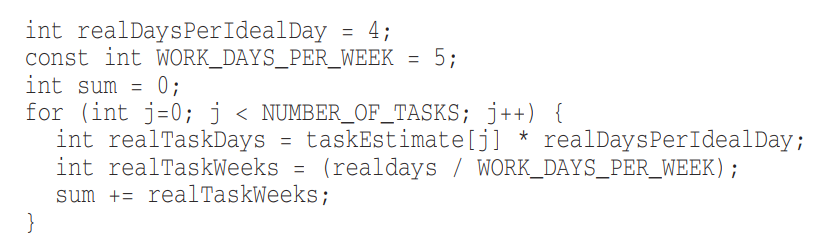 int realDaysPerIdealDay = 4;
const int WORK_DAYS_PER_WEEK = 5;
int sum = 0;
for (int j=0; j < NUMBER_OF_TASKS; j++) {
int realTaskDays = taskEstimate[j] * realDaysPerIdealDay;
int realTaskWeeks = (realdays / WORK_DAYS_PER_WEEK);
sum += realTaskWeeks;
}